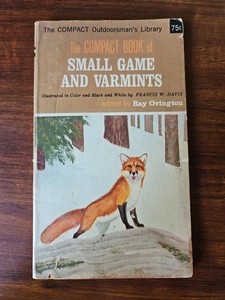 The COMPACT Outdoorsman's Library
75¢
The COMPACT BOOK of
SMALL GAME
AND VARMINTS
Illustrated in Color and Black and White by FRANCIS W. DAVIS
edited by Ray Ovington